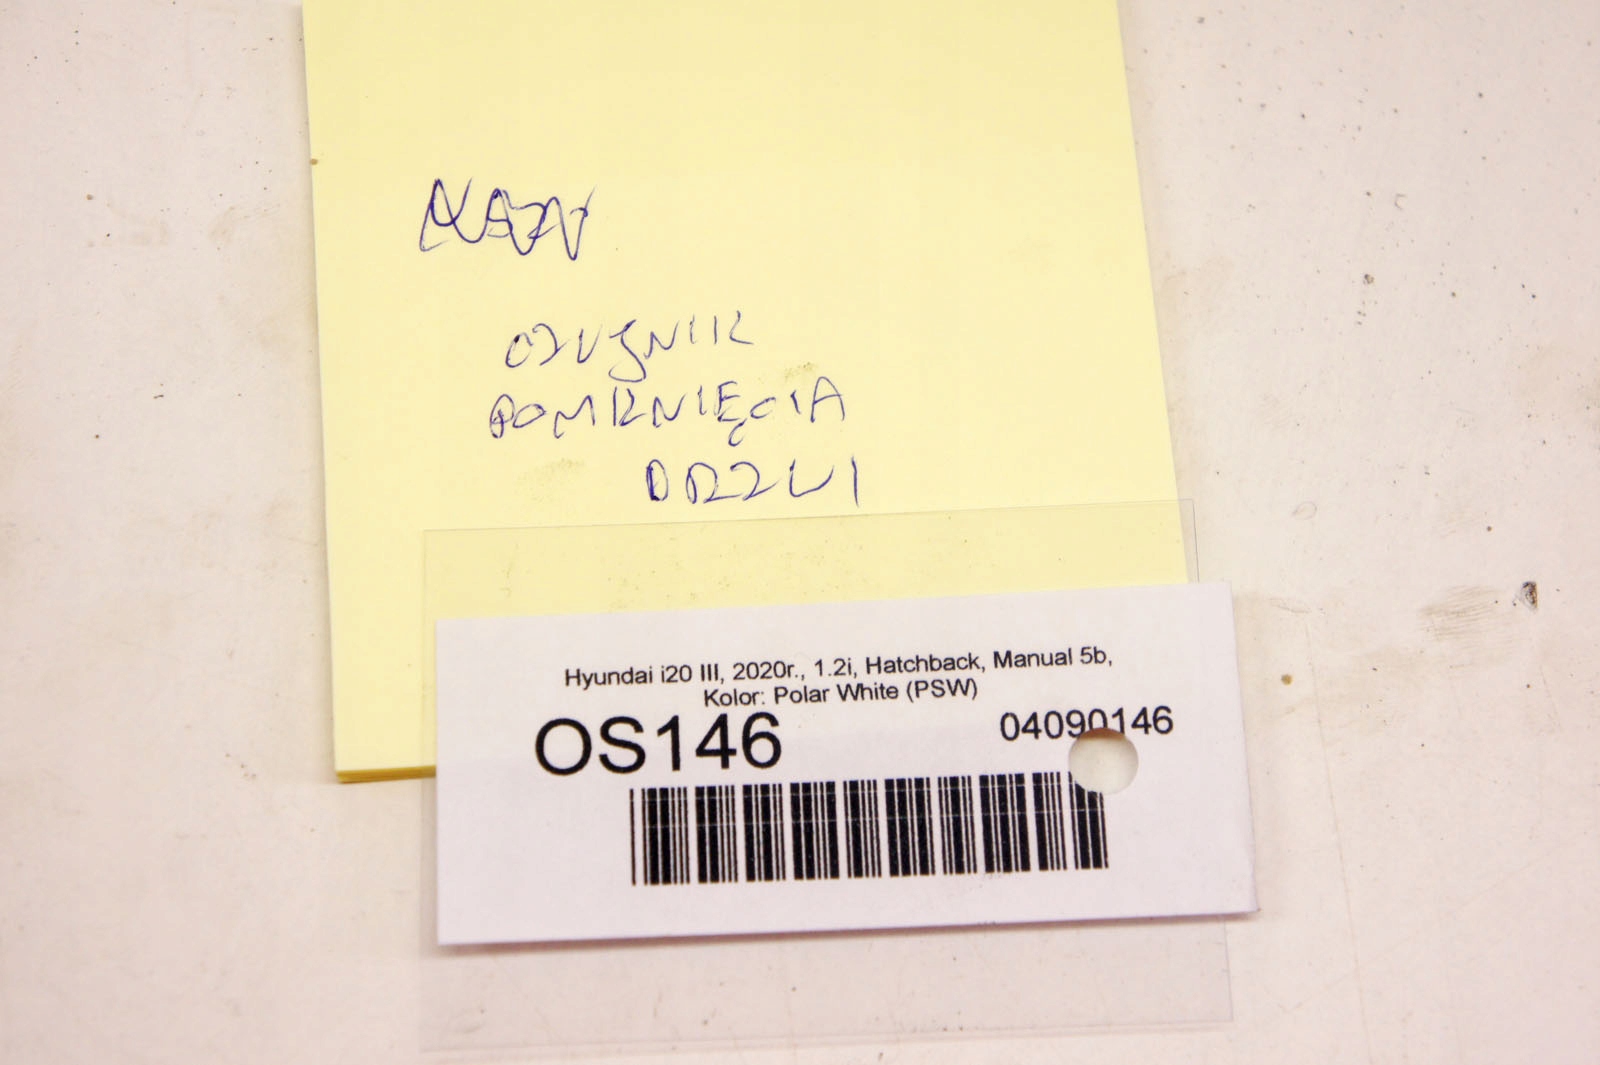 CZUJNIK
DOMKNIĘCIA
DRZWI
Hyundai i20 III, 2020r., 1.2i, Hatchback, Manual 5b,
Kolor: Polar White (PSW)
OS146
04090146